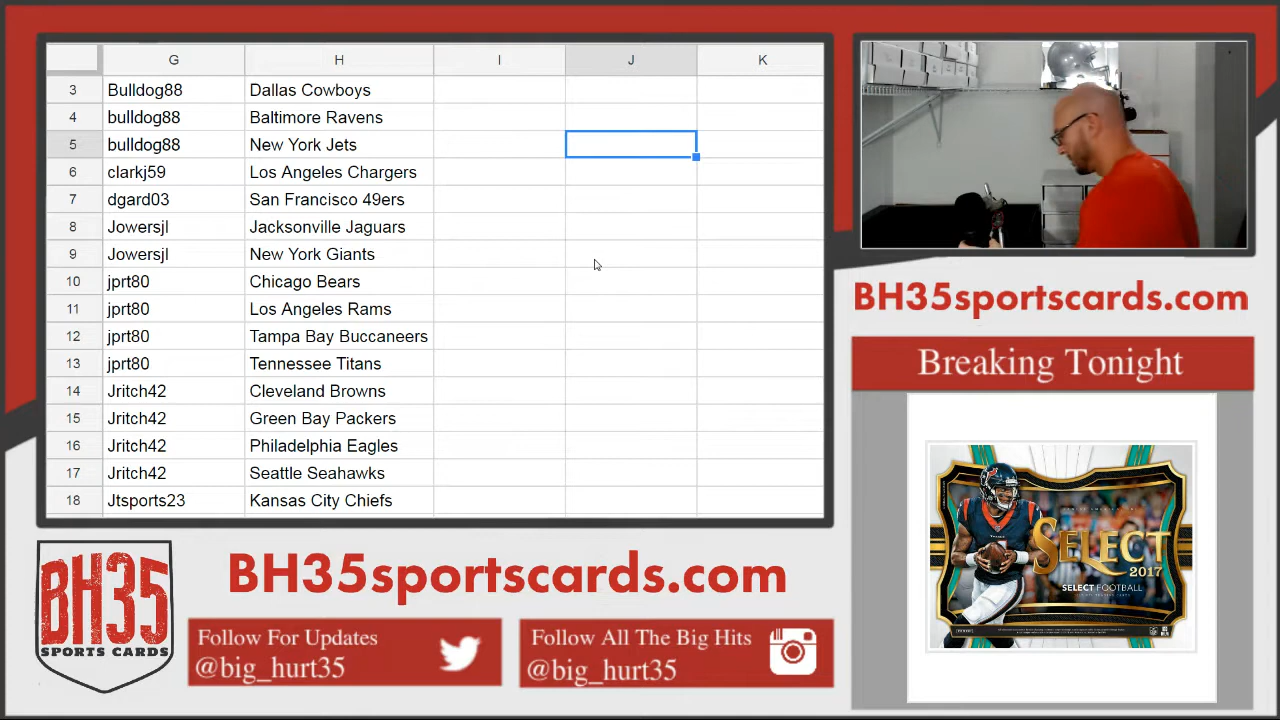 G H I J K
3 Bulldog88 Dallas Cowboys
4 bulldog88 Baltimore Ravens
5 bulldog88 New York Jets
6 clarkj59 Los Angeles Chargers
7 dgard03 San Francisco 49ers
8 Jowersjl Jacksonville Jaguars
9 Jowersjl New York Giants
10 jprt80 Chicago Bears
11 jprt80 Los Angeles Rams
12 jprt80 Tampa Bay Buccaneers
13 jprt80 Tennessee Titans
14 Jritch42 Cleveland Browns
15 Jritch42 Green Bay Packers
16 Jritch42 Philadelphia Eagles
17 Jritch42 Seattle Seahawks
18 Jtsports23 Kansas City Chiefs
BH35sportscards.com
Breaking Tonight
SELECT
2017
SELECT FOOTBALL
BH35
SPORTS CARDS
BH35sportscards.com
Follow For Updates
@big_hurt35
Follow All The Big Hits
@big_hurt35